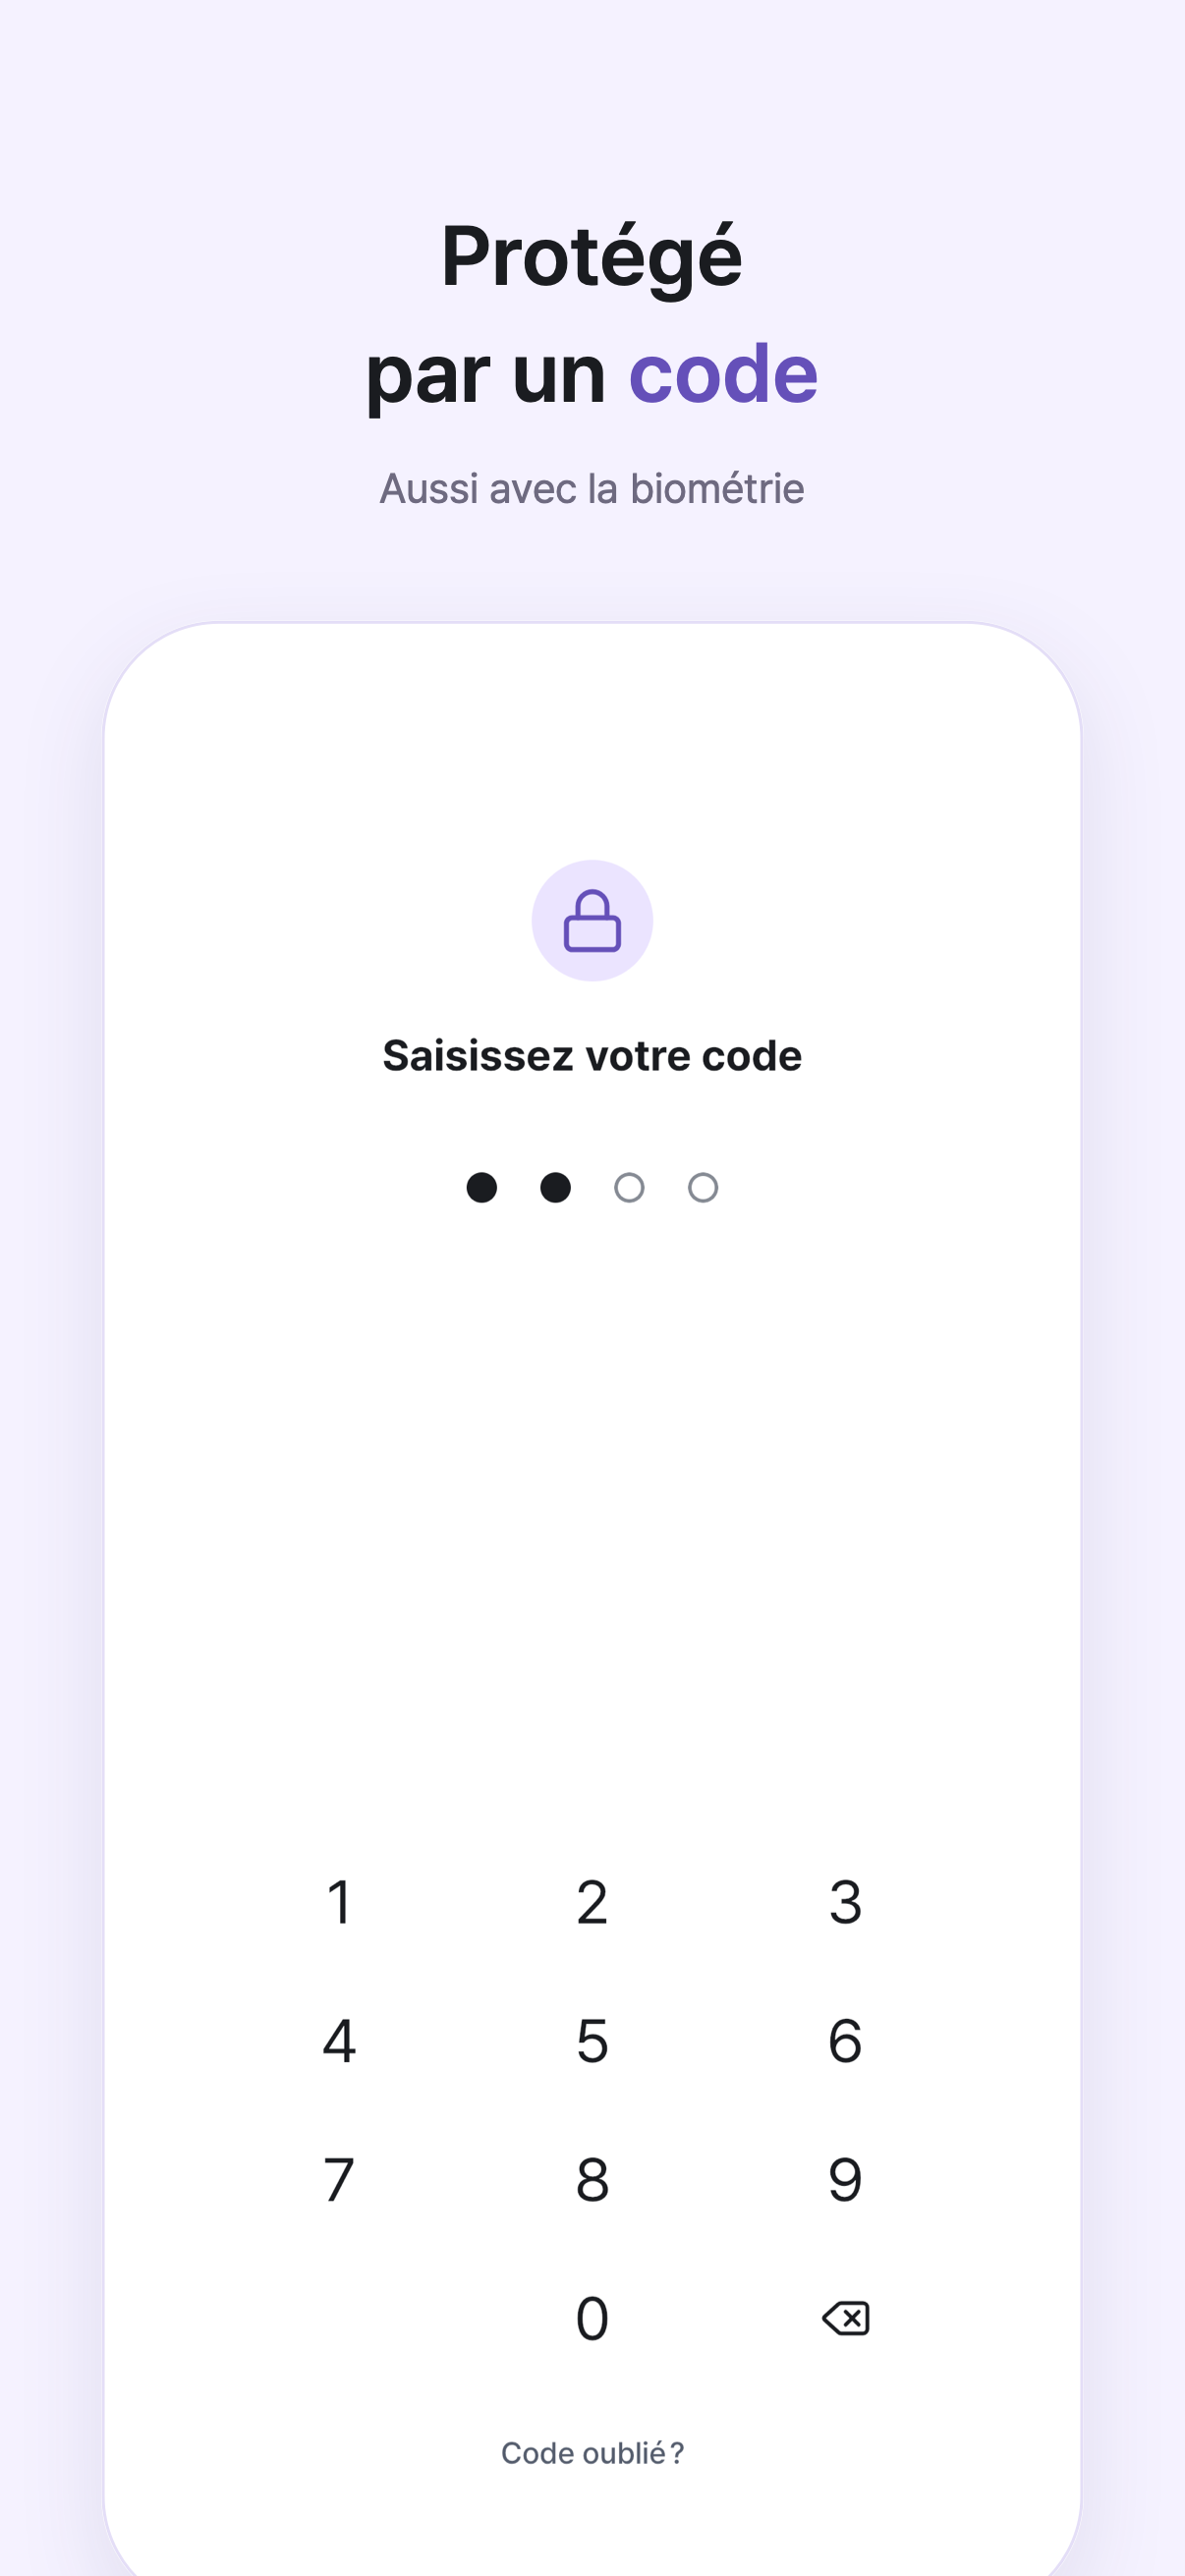 Protégé
par un code
Aussi avec la biométrie
Saisissez votre code
1 2 3
4 5 6
7 8 9
0
Code oublié ?